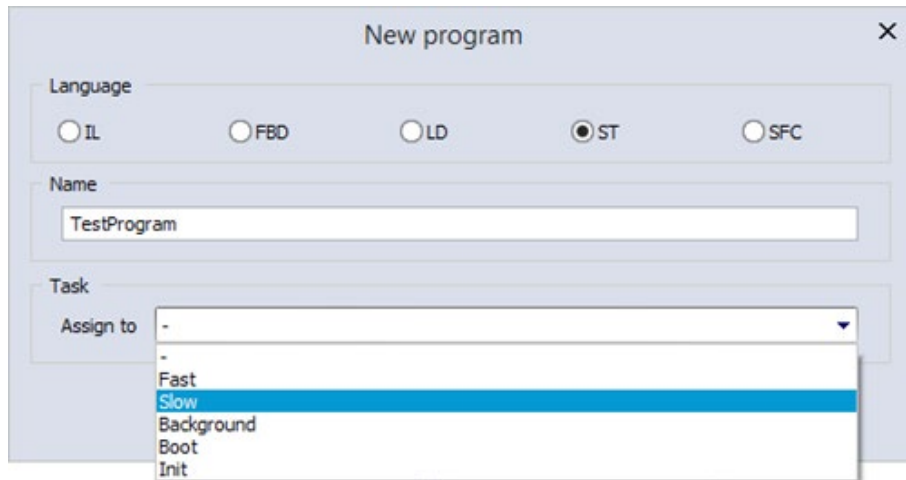 New program
Language
IL FBD LD ST SFC
Name
TestProgram
Task
Assign to -
-
Fast
Slow
Background
Boot
Init